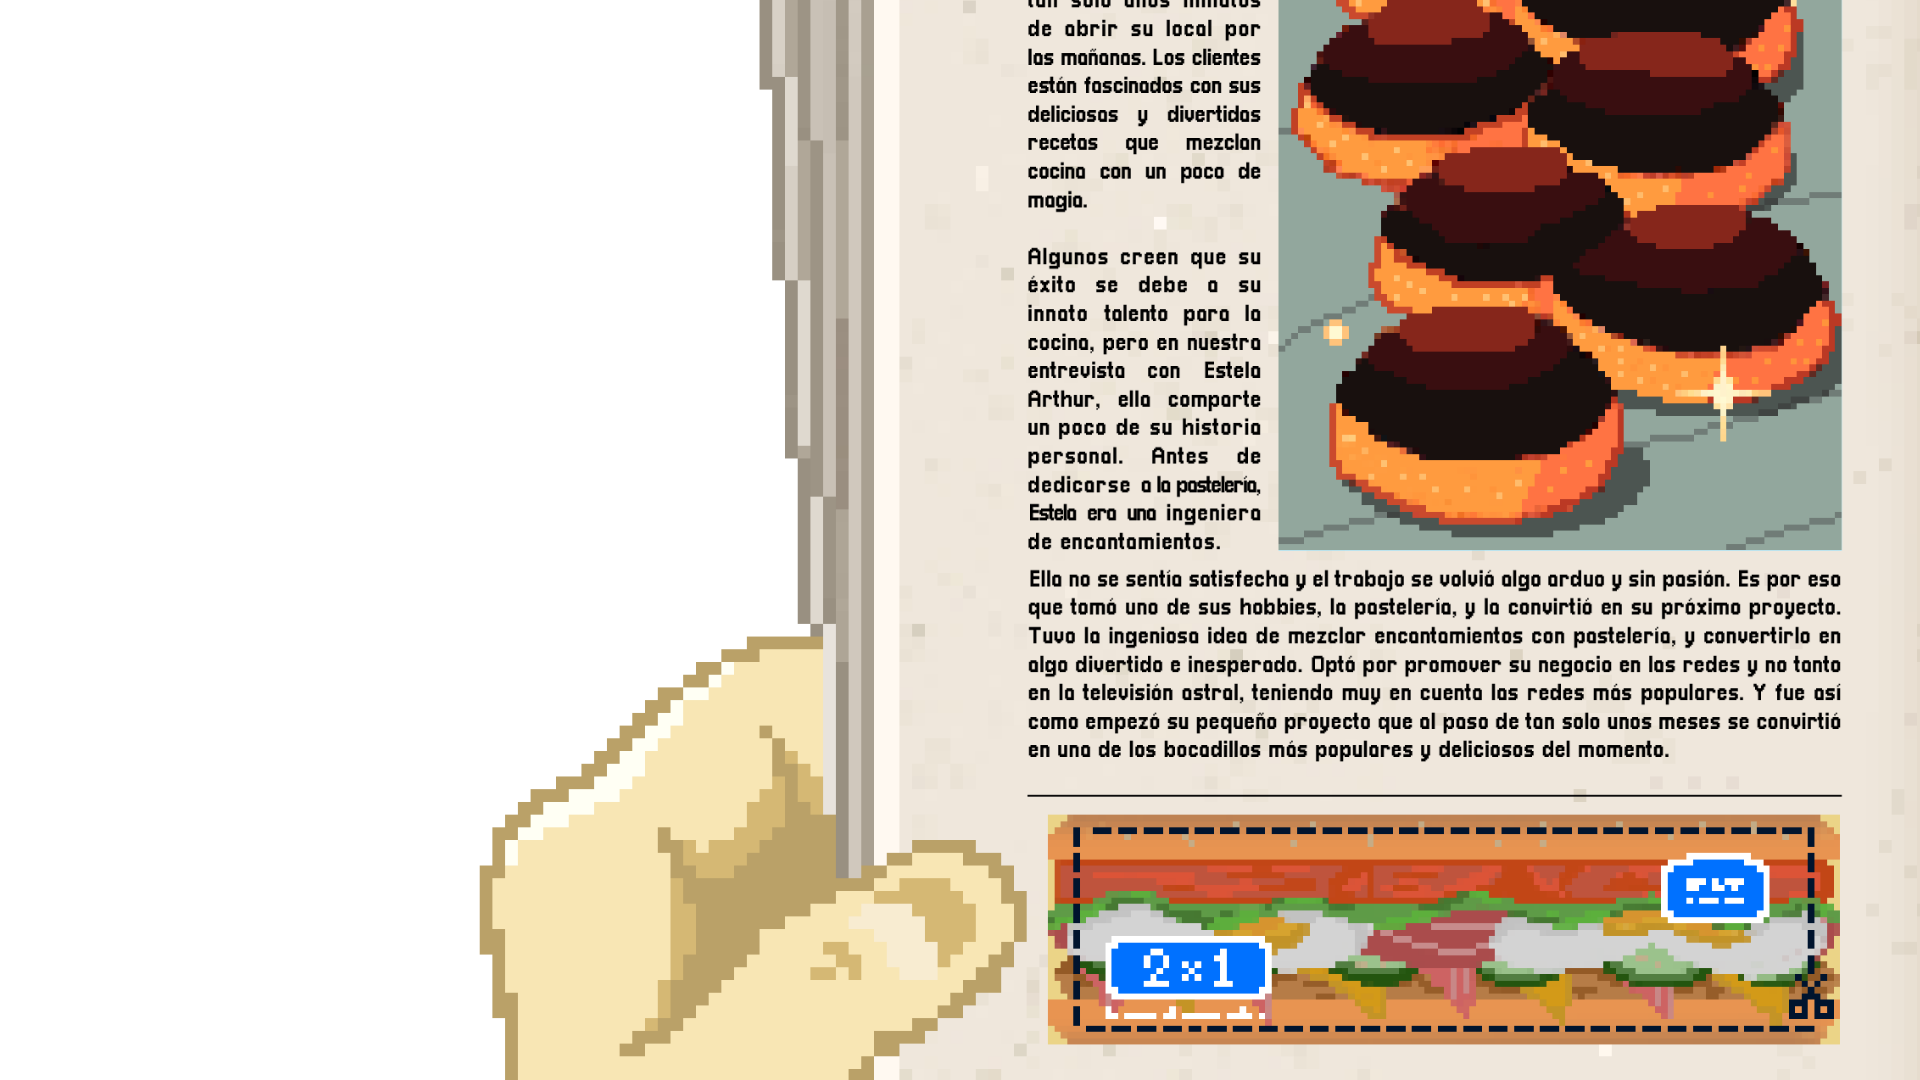 tan solo unos minutos
de abrir su local por
las mañanas. Los clientes
están fascinados con sus
deliciosas y divertidas
recetas que mezclan
cocina con un poco de
magia.
Algunos creen que su
éxito se debe a su
innato talento para la
cocina, pero en nuestra
entrevista con Estela
Arthur, ella comparte
un poco de su historia
personal. Antes de
dedicarse a la pastelería,
Estela era una ingeniera
de encantamientos.
Ella no se sentía satisfecha y el trabajo se volvió algo arduo y sin pasión. Es por eso
que tomó uno de sus hobbies, la pastelería, y la convirtió en su próximo proyecto.
Tuvo la ingeniosa idea de mezclar encantamientos con pastelería, y convertirlo en
algo divertido e inesperado. Optó por promover su negocio en las redes y no tanto
en la televisión astral, teniendo muy en cuenta las redes más populares. Y fue así
como empezó su pequeño proyecto que al paso de tan solo unos meses se convirtió
en una de los bocadillos más populares y deliciosos del momento.
2x1